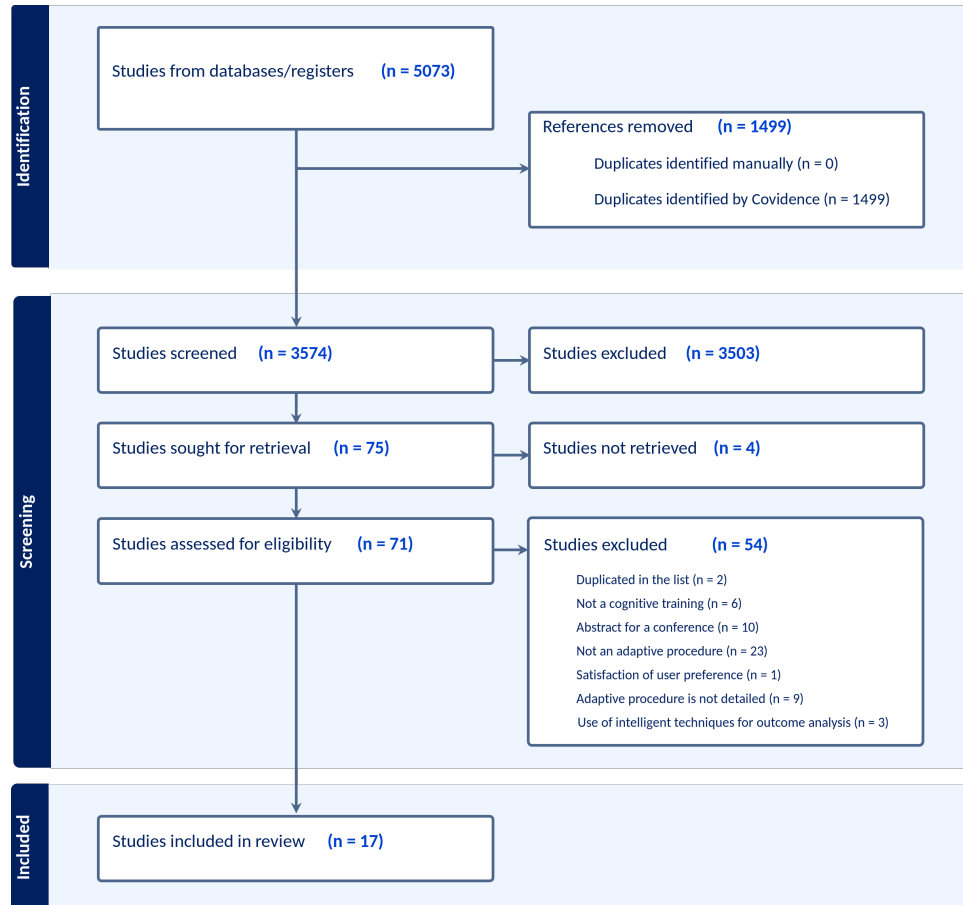 Identification
Studies from databases/registers (n = 5073)
References removed (n = 1499)
Duplicates identified manually (n = 0)
Duplicates identified by Covidence (n = 1499)
Screening
Studies screened (n = 3574)
Studies excluded (n = 3503)
Studies sought for retrieval (n = 75)
Studies not retrieved (n = 4)
Studies assessed for eligibility (n = 71)
Studies excluded (n = 54)
Duplicated in the list (n = 2)
Not a cognitive training (n = 6)
Abstract for a conference (n = 10)
Not an adaptive procedure (n = 23)
Satisfaction of user preference (n = 1)
Adaptive procedure is not detailed (n = 9)
Use of intelligent techniques for outcome analysis (n = 3)
Included
Studies included in review (n = 17)